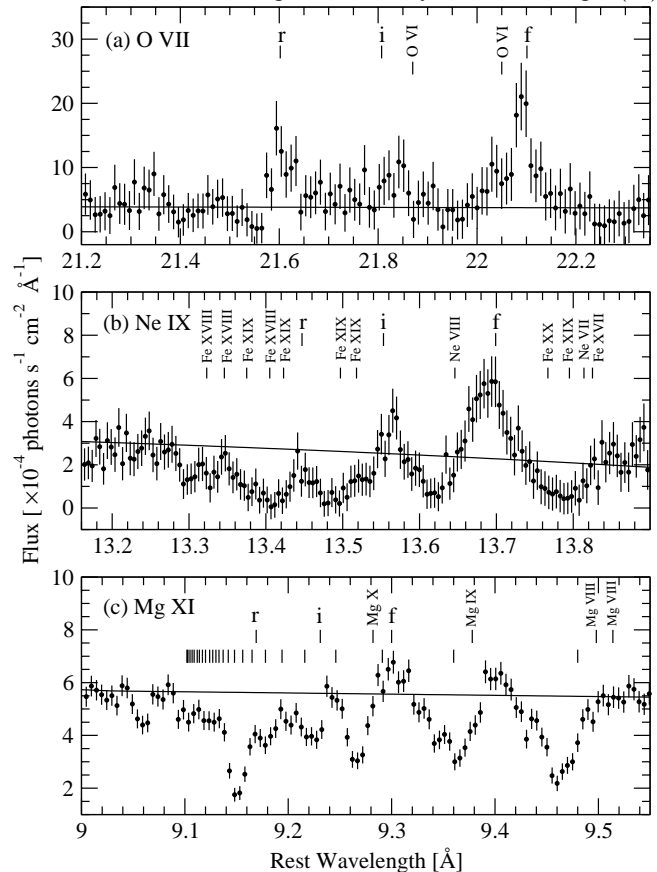 (a) O VII
r
i
O VI
O VI
f
30
20
10
0
21.2
21.4
21.6
21.8
22
22.2
(b) Ne IX
Fe XVIII
Fe XVIII
Fe XIX
Fe XVIII
Fe XIX
r
Fe XIX
Fe XIX
i
Ne VIII
f
Fe XX
Fe XIX
Ne VII
Fe XVII
10
8
6
4
2
0
13.2
13.3
13.4
13.5
13.6
13.7
13.8
Flux [ ×10⁻⁴ photons s⁻¹ cm⁻² Å⁻¹]
(c) Mg XI
r
i
Mg X
f
Mg IX
Mg VIII
Mg VIII
10
8
6
4
2
9
9.1
9.2
9.3
9.4
9.5
Rest Wavelength [Å]